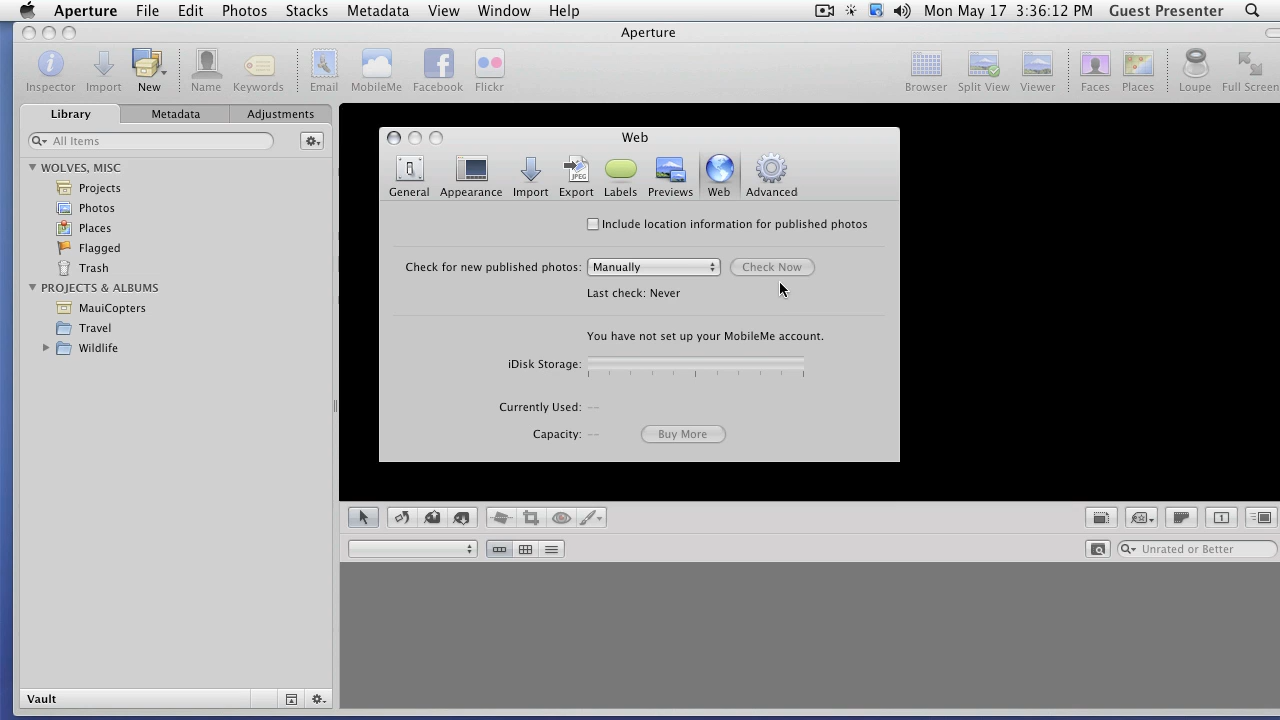 Aperture File Edit Photos Stacks Metadata View Window Help Mon May 17 3:36:12 PM Guest Presenter
Aperture
Inspector Import New Name Keywords Email MobileMe Facebook Flickr Browser Split View Viewer Faces Places Loupe Full Screen
Library Metadata Adjustments
All Items
WOLVES, MISC
Projects
Photos
Places
Flagged
Trash
PROJECTS & ALBUMS
MauiCopters
Travel
Wildlife
Vault
Web
General Appearance Import Export Labels Previews Web Advanced
JPEG
Include location information for published photos
Check for new published photos: Manually Check Now
Last check: Never
You have not set up your MobileMe account.
iDisk Storage:
Currently Used: --
Capacity: -- Buy More
1
Unrated or Better